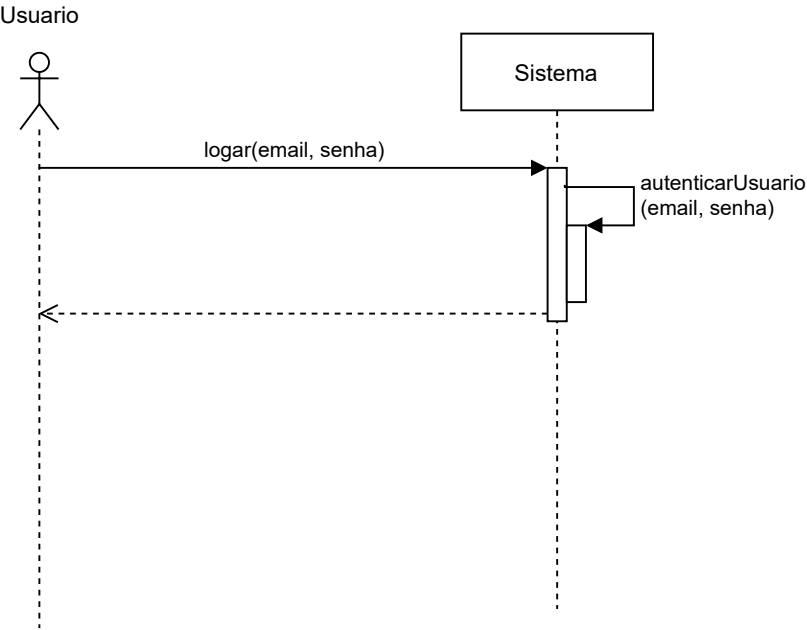 Usuario
Sistema
logar(email, senha)
autenticarUsuario
(email, senha)